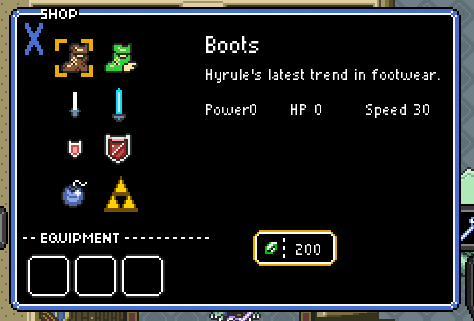 SHOP
X
Boots
Hyrule's latest trend in footwear.
Power0 HP 0 Speed 30
EQUIPMENT
200